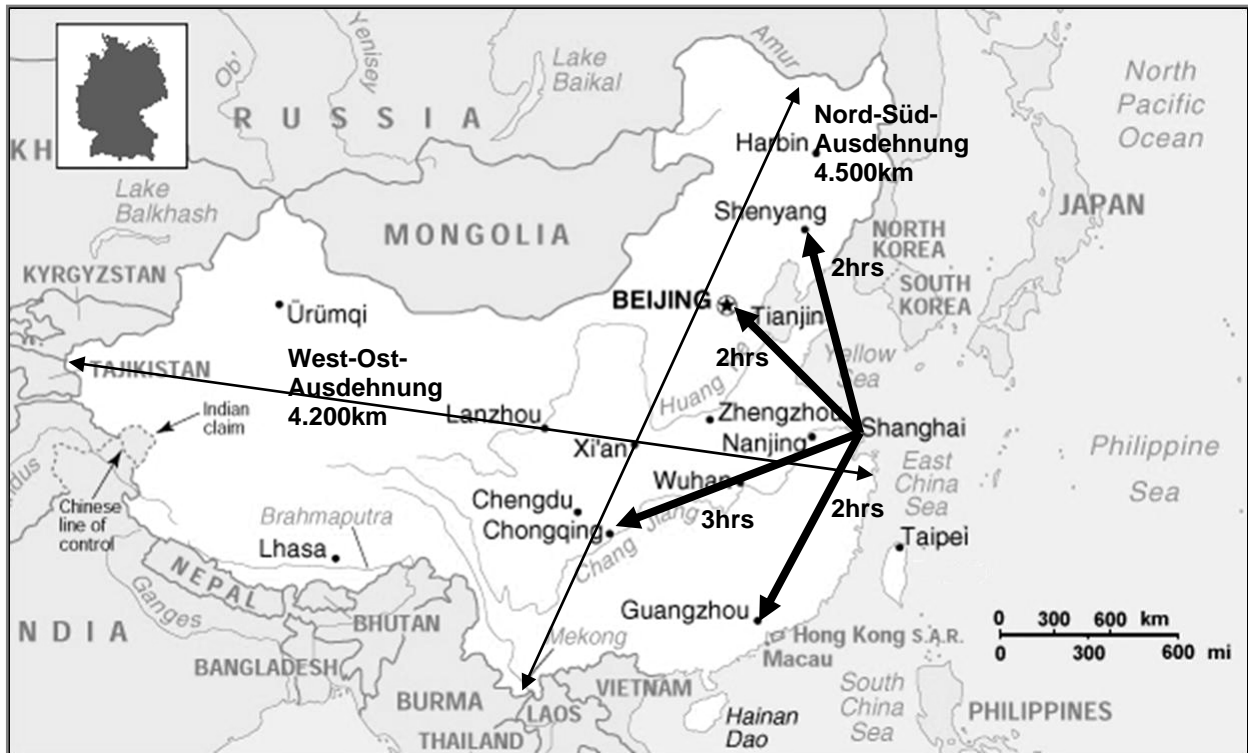 Amur
Ob'
Yenisey
Lake
Baikal
North
Pacific
Ocean
RUSSIA
KH
Nord-Süd-
Ausdehnung
4.500km
Harbin
Lake
Balkhash
JAPAN
Shenyang
MONGOLIA
NORTH
KOREA
KYRGYZSTAN
2hrs
SOUTH
KOREA
BEIJING
Tianjin
Ürümqi
TAJIKISTAN
West-Ost-
Ausdehnung
4.200km
2hrs
Yellow
Sea
Huang He
Indian
claim
Lanzhou
Zhengzhou
Shanghai
Xi'an
Nanjing
Philippine
Sea
East
China
Sea
Wuhan
ndus
Chinese
line of
control
Chengdu
Chongqing
3hrs
2hrs
Brahmaputra
Chang Jiang
Lhasa
Taipei
NEPAL
Ganges
BHUTAN
Guangzhou
NDIA
Mekong
Hong Kong S.A.R.
Macau
0 300 600 km
0 300 600 mi
BANGLADESH
BURMA
VIETNAM
LAOS
South
China
Sea
PHILIPPINES
Hainan
Dao
THAILAND